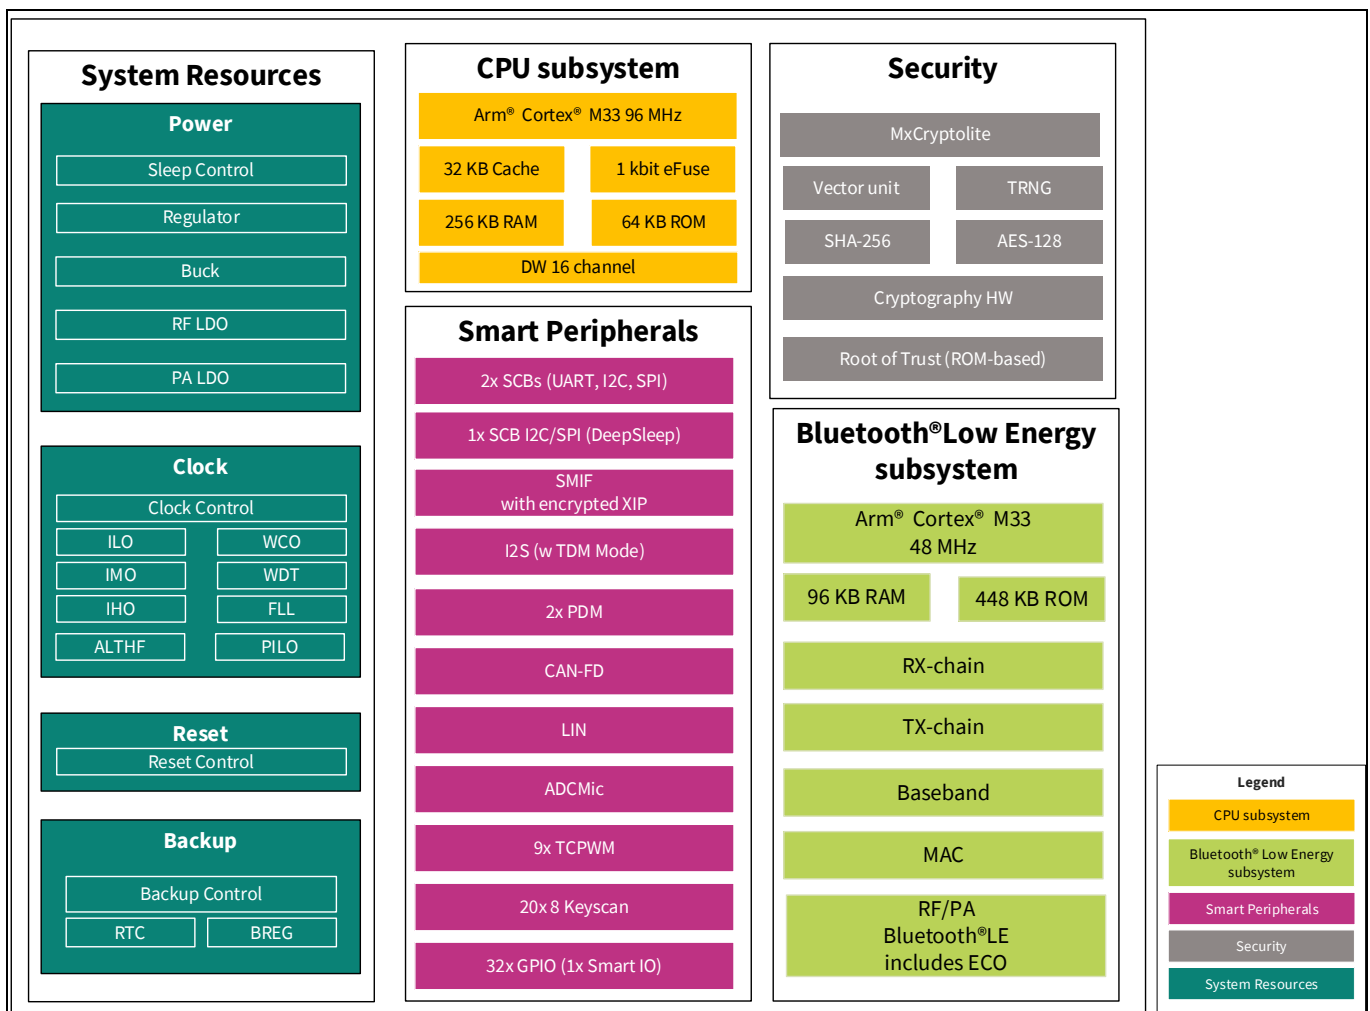 System Resources
Power
Sleep Control
Regulator
Buck
RF LDO
PA LDO
Clock
Clock Control
ILO
WCO
IMO
WDT
IHO
FLL
ALTHF
PILO
Reset
Reset Control
Backup
Backup Control
RTC
BREG
CPU subsystem
Arm® Cortex® M33 96 MHz
32 KB Cache
1 kbit eFuse
256 KB RAM
64 KB ROM
DW 16 channel
Smart Peripherals
2x SCBs (UART, I2C, SPI)
1x SCB I2C/SPI (DeepSleep)
SMIF
with encrypted XIP
I2S (w TDM Mode)
2x PDM
CAN-FD
LIN
ADCMic
9x TCPWM
20x 8 Keyscan
32x GPIO (1x Smart IO)
Security
MxCryptolite
Vector unit
TRNG
SHA-256
AES-128
Cryptography HW
Root of Trust (ROM-based)
Bluetooth®Low Energy
subsystem
Arm® Cortex® M33
48 MHz
96 KB RAM
448 KB ROM
RX-chain
TX-chain
Baseband
MAC
RF/PA
Bluetooth®LE
includes ECO
Legend
CPU subsystem
Bluetooth® Low Energy
subsystem
Smart Peripherals
Security
System Resources